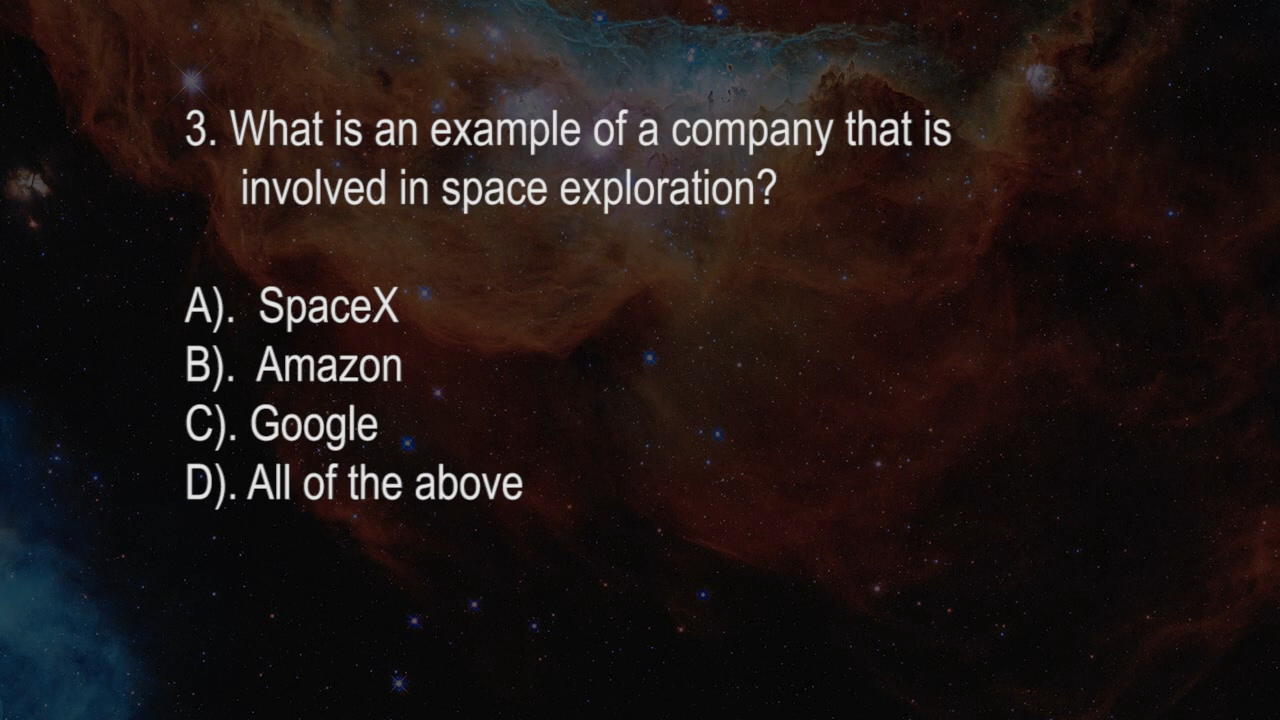 3. What is an example of a company that is
involved in space exploration?
A). SpaceX
B). Amazon
C). Google
D). All of the above